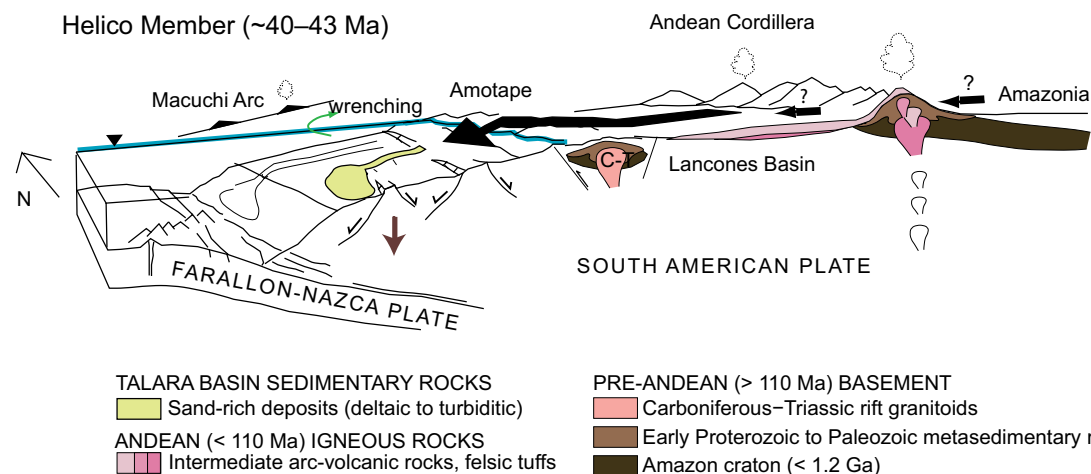 Helico Member (~40–43 Ma)
Andean Cordillera
Macuchi Arc
wrenching
Amotape
?
?
Amazonia
N
C-T
Lancones Basin
SOUTH AMERICAN PLATE
FARALLON-NAZCA PLATE
TALARA BASIN SEDIMENTARY ROCKS
Sand-rich deposits (deltaic to turbiditic)
ANDEAN (< 110 Ma) IGNEOUS ROCKS
Intermediate arc-volcanic rocks, felsic tuffs
PRE-ANDEAN (> 110 Ma) BASEMENT
Carboniferous−Triassic rift granitoids
Early Proterozoic to Paleozoic metasedimentary
Amazon craton (< 1.2 Ga)